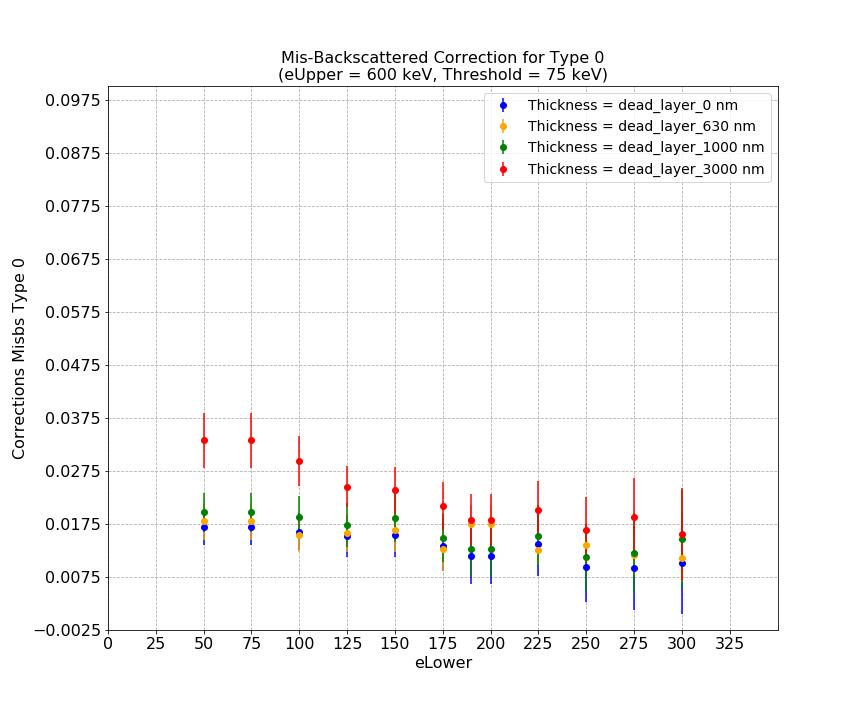 Mis-Backscattered Correction for Type 0
(eUpper = 600 keV, Threshold = 75 keV)
Thickness = dead_layer_0 nm
Thickness = dead_layer_630 nm
Thickness = dead_layer_1000 nm
Thickness = dead_layer_3000 nm
Corrections Misbs Type 0
0.0975
0.0875
0.0775
0.0675
0.0575
0.0475
0.0375
0.0275
0.0175
0.0075
−0.0025
0 25 50 75 100 125 150 175 200 225 250 275 300 325
eLower